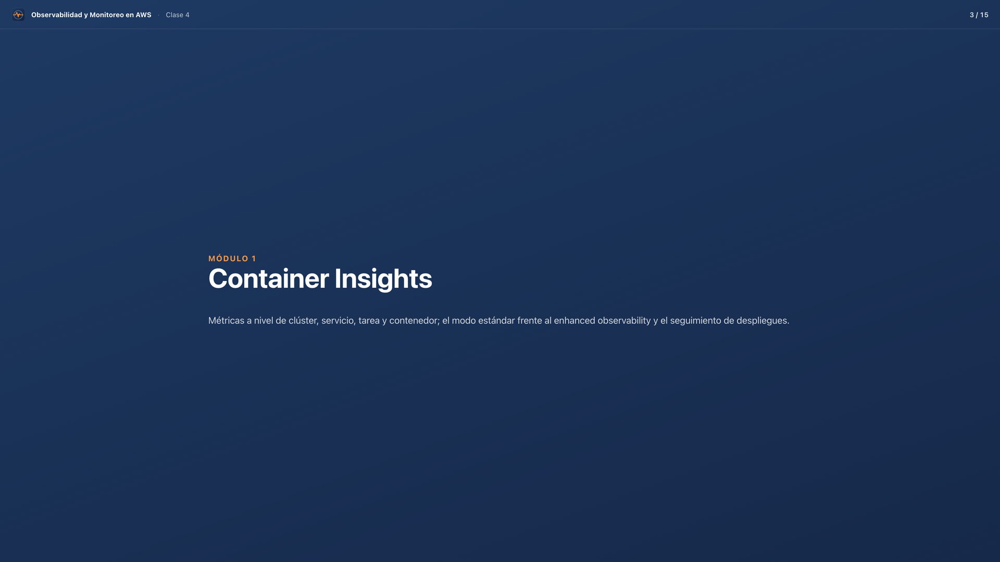 Observabilidad y Monitoreo en AWS · Clase 4
3 / 15
MÓDULO 1
Container Insights
Métricas a nivel de clúster, servicio, tarea y contenedor; el modo estándar frente al enhanced observability y el seguimiento de despliegues.